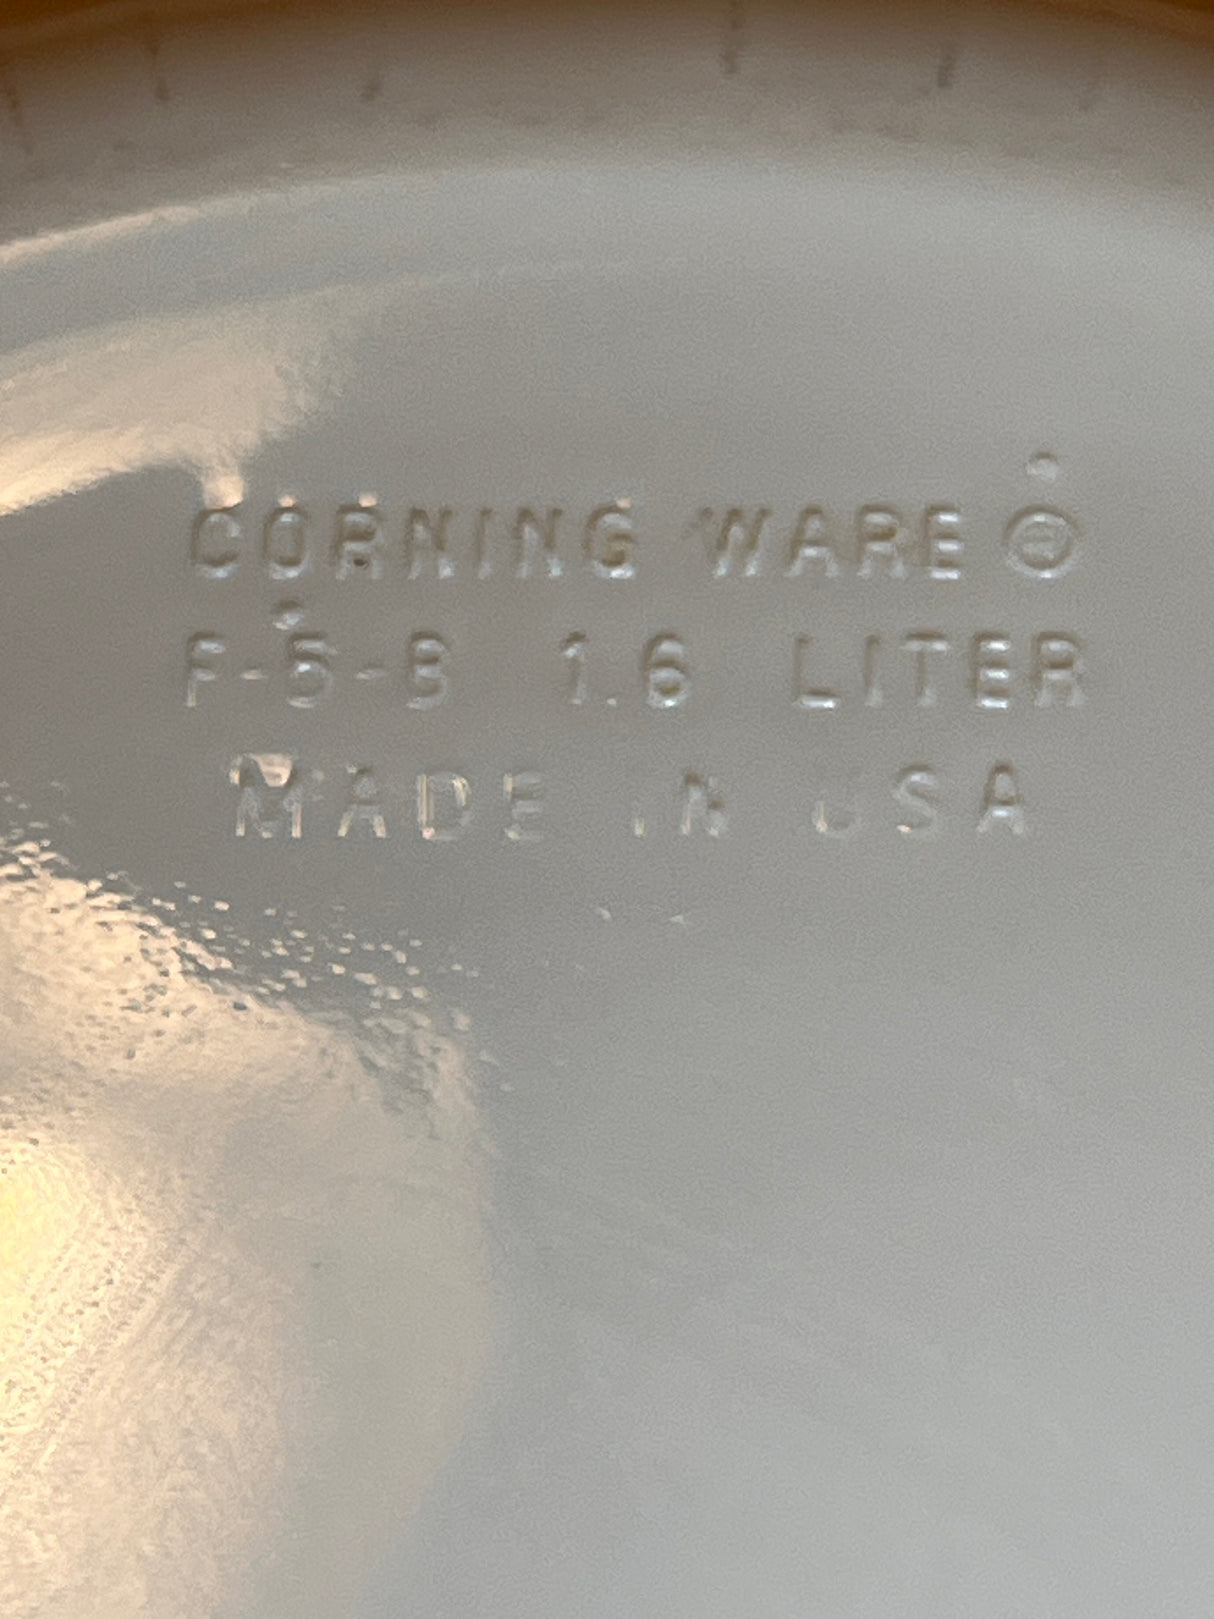 CORNING WARE ®
F-5-B 1.6 LITER
MADE IN USA